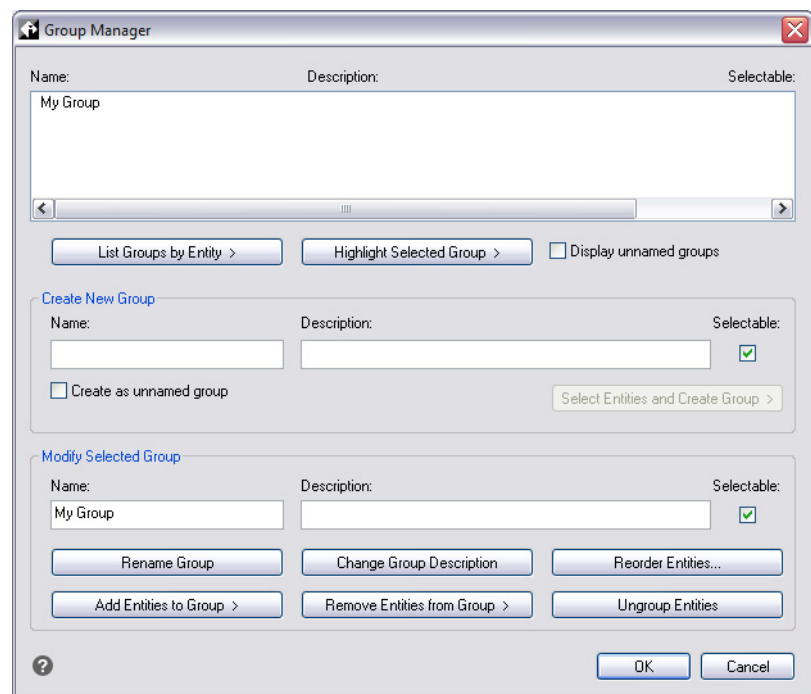 Group Manager
Name: Description: Selectable:
My Group
List Groups by Entity > Highlight Selected Group > Display unnamed groups
Create New Group
Name: Description: Selectable:
Create as unnamed group Select Entities and Create Group >
Modify Selected Group
Name: Description: Selectable:
My Group
Rename Group Change Group Description Reorder Entities...
Add Entities to Group > Remove Entities from Group > Ungroup Entities
? OK Cancel